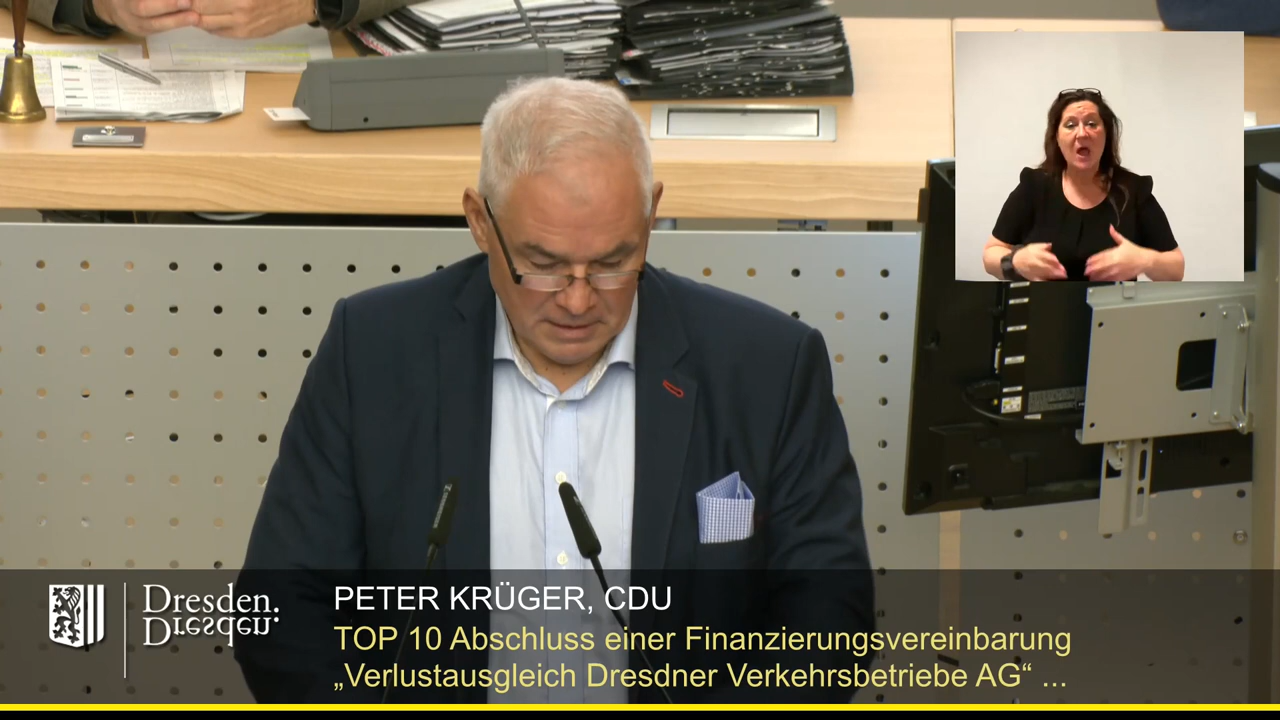 Dresden.
Dresden.
PETER KRÜGER, CDU
TOP 10 Abschluss einer Finanzierungsvereinbarung
„Verlustausgleich Dresdner Verkehrsbetriebe AG“ ...